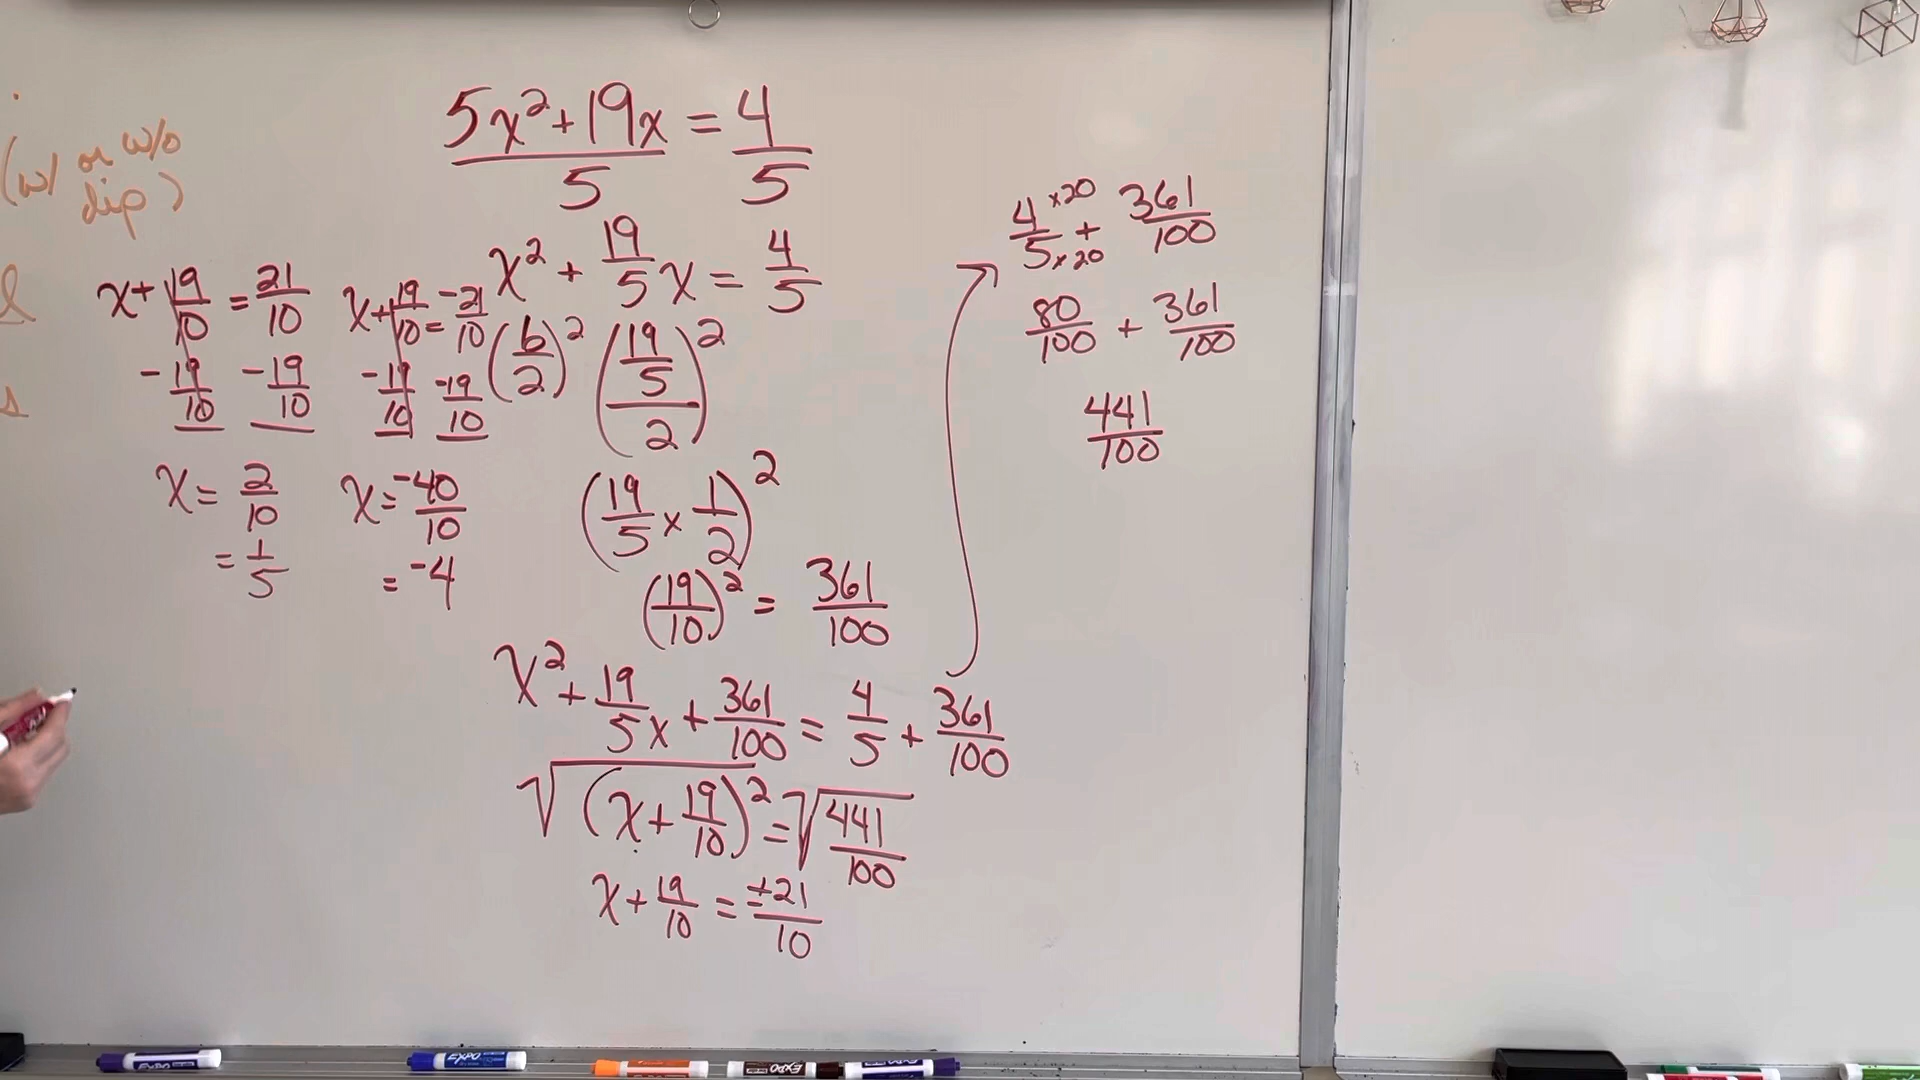 (w/ or w/o
dip)
l
s
5x²+19x = 4
5 5
x² + 19/5 x = 4/5
(b/2)² ((19/5)/2)²
(19/5 x 1/2)²
(19/10)² = 361/100
x² + 19/5 x + 361/100 = 4/5 + 361/100
√(x + 19/10)² = √441/100
x + 19/10 = ±21/10
x + 19/10 = 21/10
-19/10 -19/10
x = 2/10
= 1/5
x + 19/10 = -21/10
-19/10 -19/10
x = -40/10
= -4
4 x20/5 x20 + 361/100
80/100 + 361/100
441/100
EXPO
EXPO